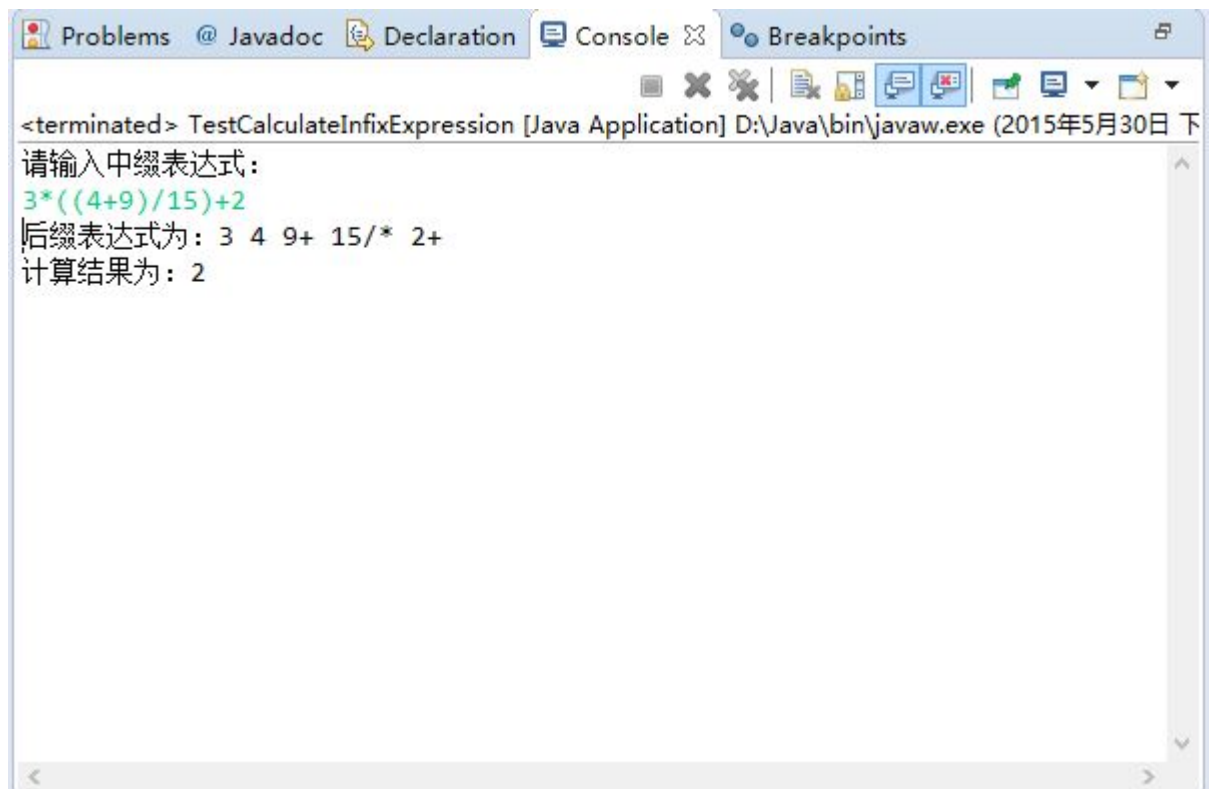 Problems @ Javadoc Declaration Console Breakpoints
<terminated> TestCalculateInfixExpression [Java Application] D:\Java\bin\javaw.exe (2015年5月30日 下
请输入中缀表达式：
3*((4+9)/15)+2
后缀表达式为：3 4 9+ 15/* 2+
计算结果为：2